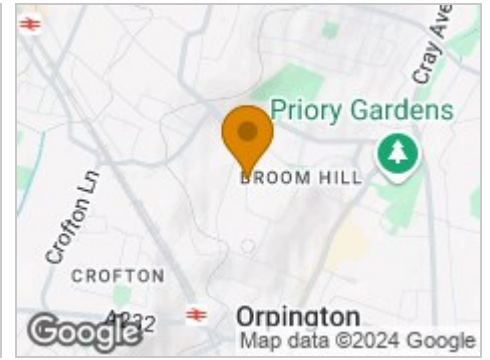 Cray Ave
Priory Gardens
BROOM HILL
Crofton Ln
CROFTON
A232
Orpington
Google
Map data ©2024 Google